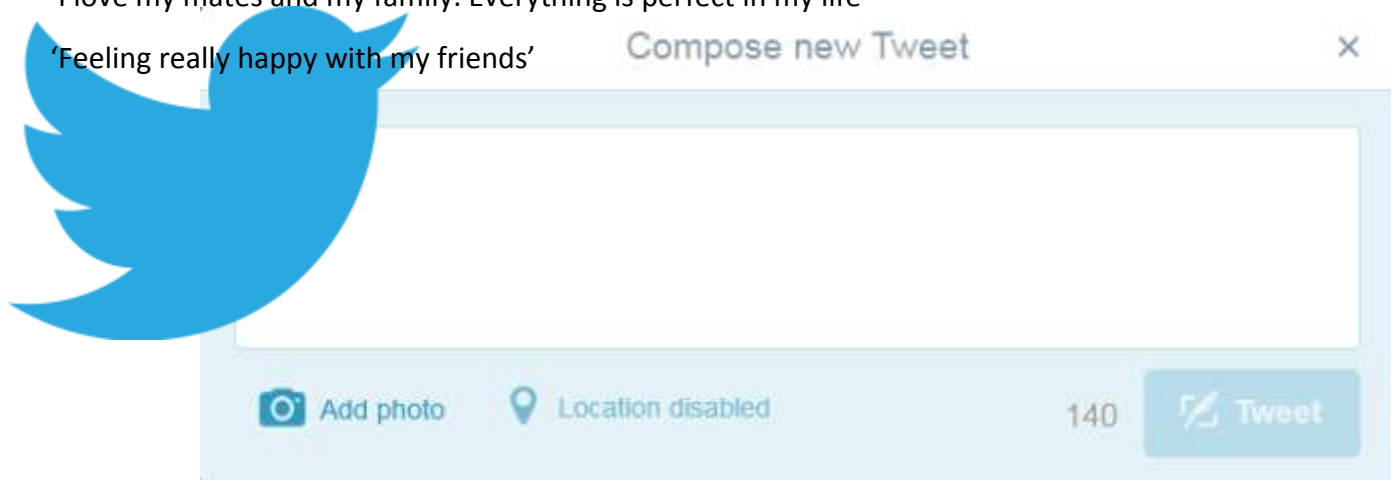 I love my mates and my family! Everything is perfect in my life
'Feeling really happy with my friends'
Compose new Tweet
×
Add photo
Location disabled
140
Tweet